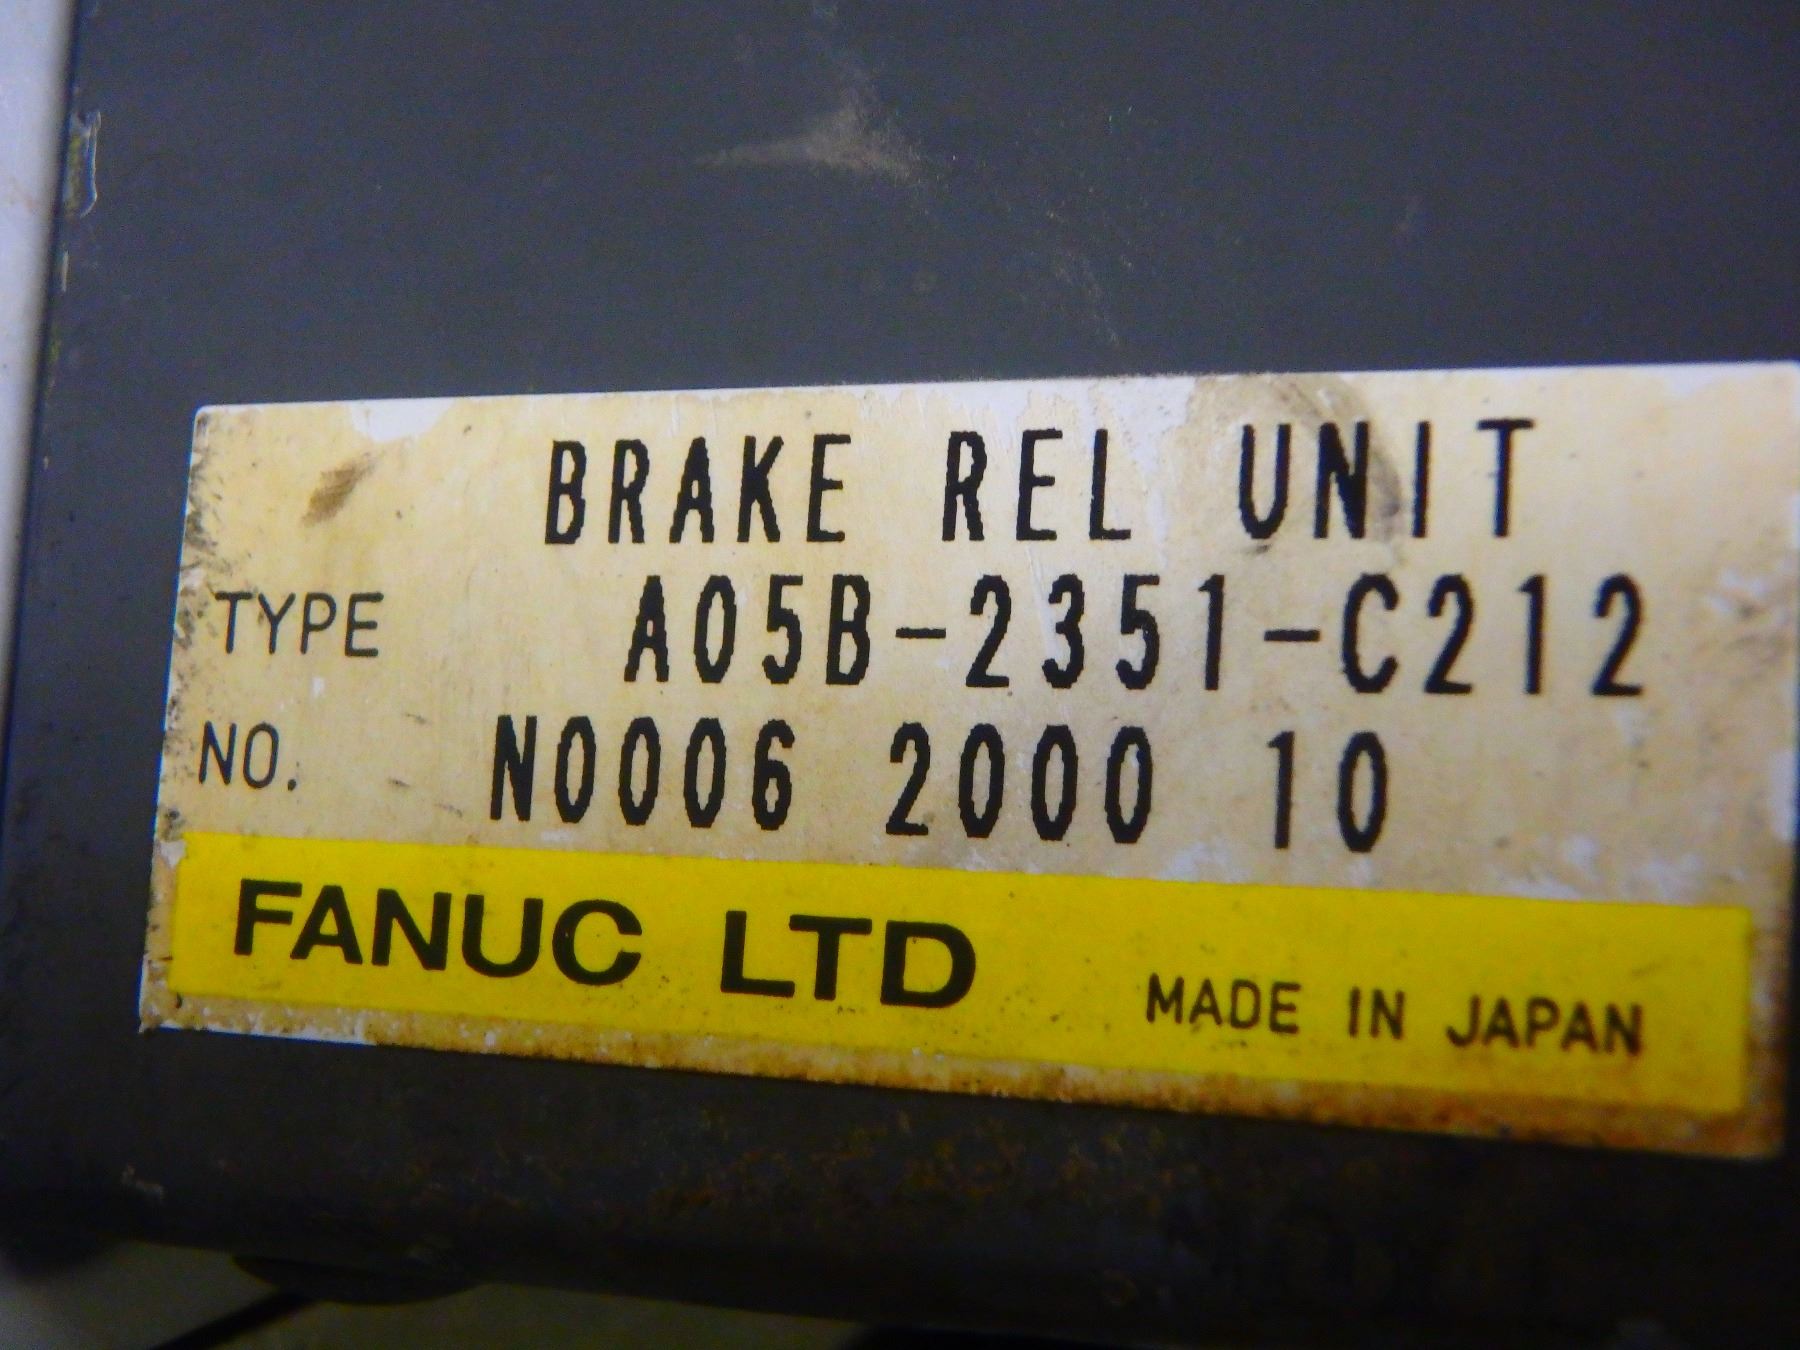 BRAKE REL UNIT
TYPE A05B-2351-C212
NO. N0006 2000 10
FANUC LTD MADE IN JAPAN